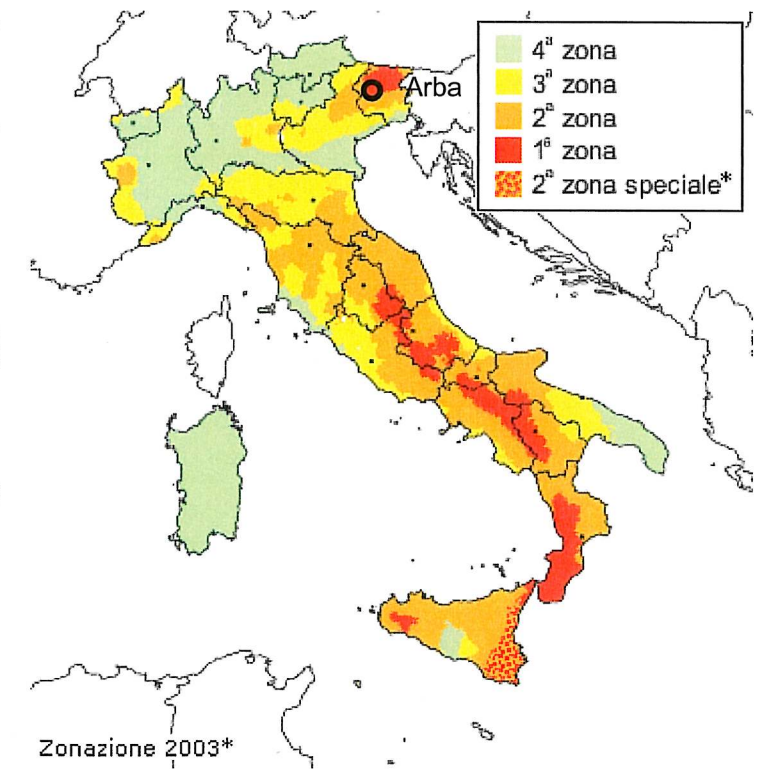 4ª zona
Arba
3ª zona
2ª zona
1ª zona
2ª zona speciale*
Zonazione 2003*